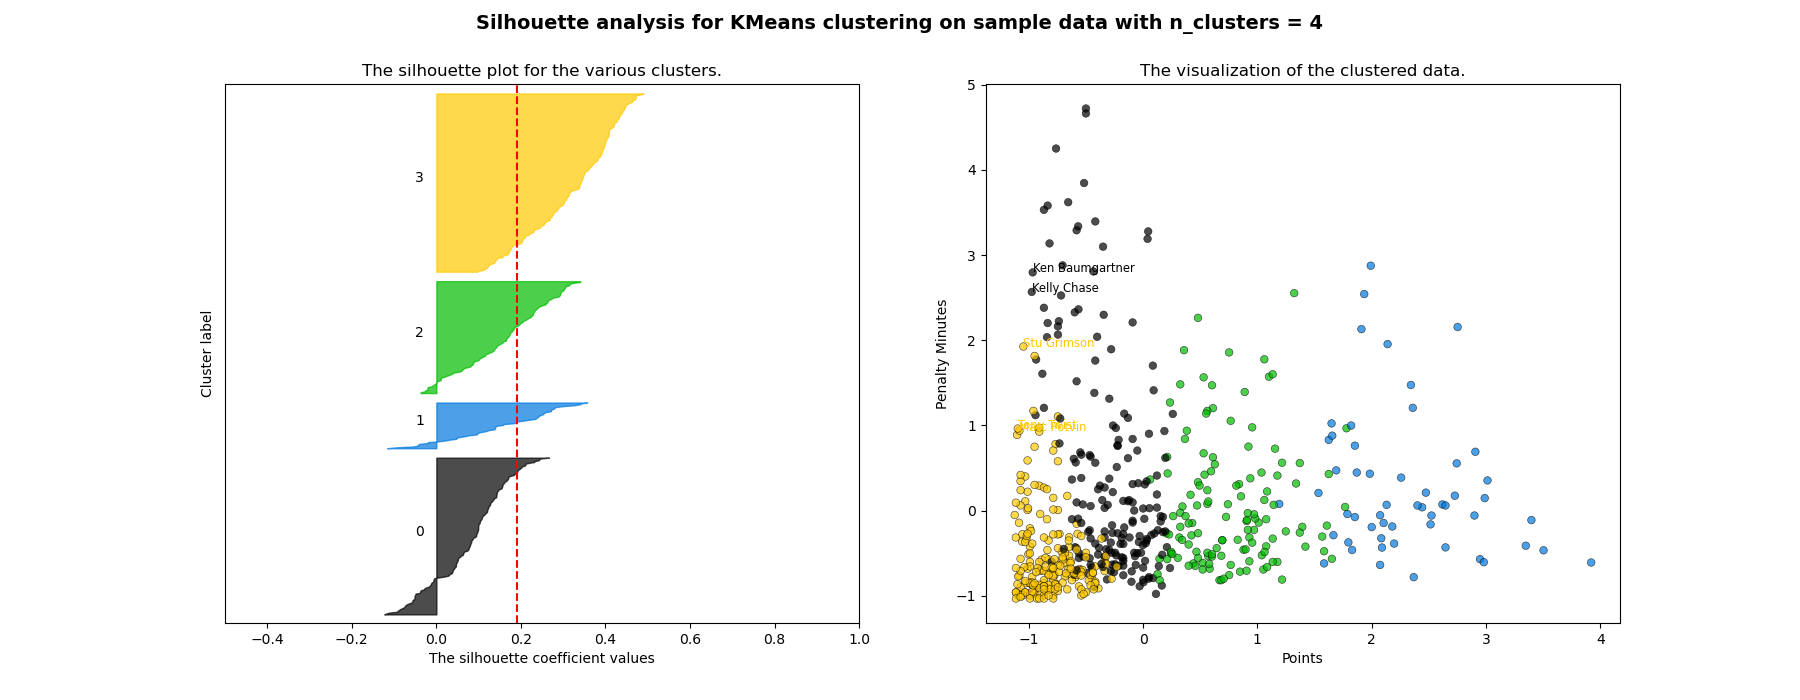 Silhouette analysis for KMeans clustering on sample data with n_clusters = 4
The silhouette plot for the various clusters.
3
2
1
0
Cluster label
−0.4
−0.2
0.0
0.2
0.4
0.6
0.8
1.0
The silhouette coefficient values
The visualization of the clustered data.
5
4
3
2
1
0
−1
Penalty Minutes
Ken Baumgartner
Kelly Chase
Stu Grimson
Potvin
−1
0
1
2
3
4
Points